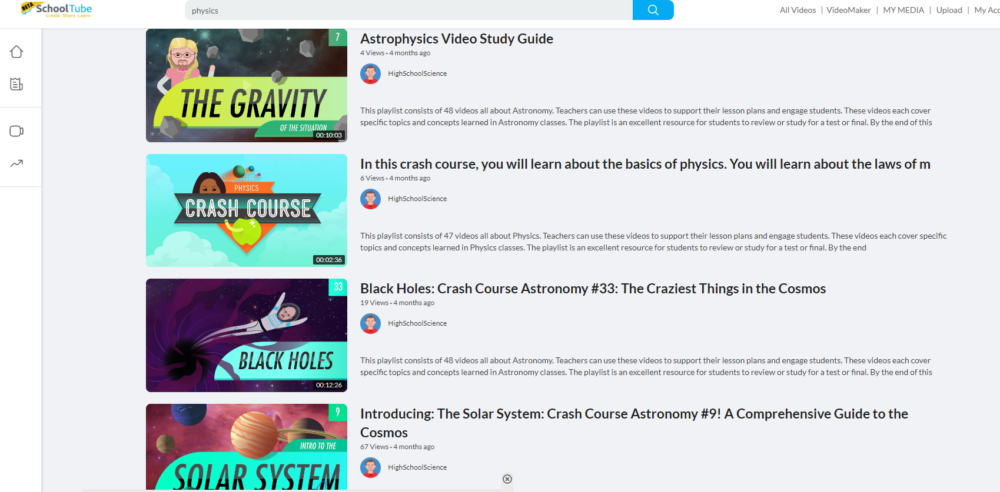 BETA
SchoolTube
Create. Share. Learn.
physics
All Videos | VideoMaker | MY MEDIA | Upload | My Acc
7
THE GRAVITY
OF THE SITUATION
00:10:03
Astrophysics Video Study Guide
4 Views • 4 months ago
HighSchoolScience
This playlist consists of 48 videos all about Astronomy. Teachers can use these videos to support their lesson plans and engage students. These videos each cover
specific topics and concepts learned in Astronomy classes. The playlist is an excellent resource for students to review or study for a test or final. By the end of this
PHYSICS
CRASH COURSE
00:02:36
In this crash course, you will learn about the basics of physics. You will learn about the laws of m
6 Views • 4 months ago
HighSchoolScience
This playlist consists of 47 videos all about Physics. Teachers can use these videos to support their lesson plans and engage students. These videos each cover specific
topics and concepts learned in Physics classes. The playlist is an excellent resource for students to review or study for a test or final. By the end
33
BLACK HOLES
00:12:26
Black Holes: Crash Course Astronomy #33: The Craziest Things in the Cosmos
19 Views • 4 months ago
HighSchoolScience
This playlist consists of 48 videos all about Astronomy. Teachers can use these videos to support their lesson plans and engage students. These videos each cover
specific topics and concepts learned in Astronomy classes. The playlist is an excellent resource for students to review or study for a test or final. By the end of this
9
INTRO TO THE
SOLAR SYSTEM
Introducing: The Solar System: Crash Course Astronomy #9! A Comprehensive Guide to the
Cosmos
67 Views • 4 months ago
HighSchoolScience